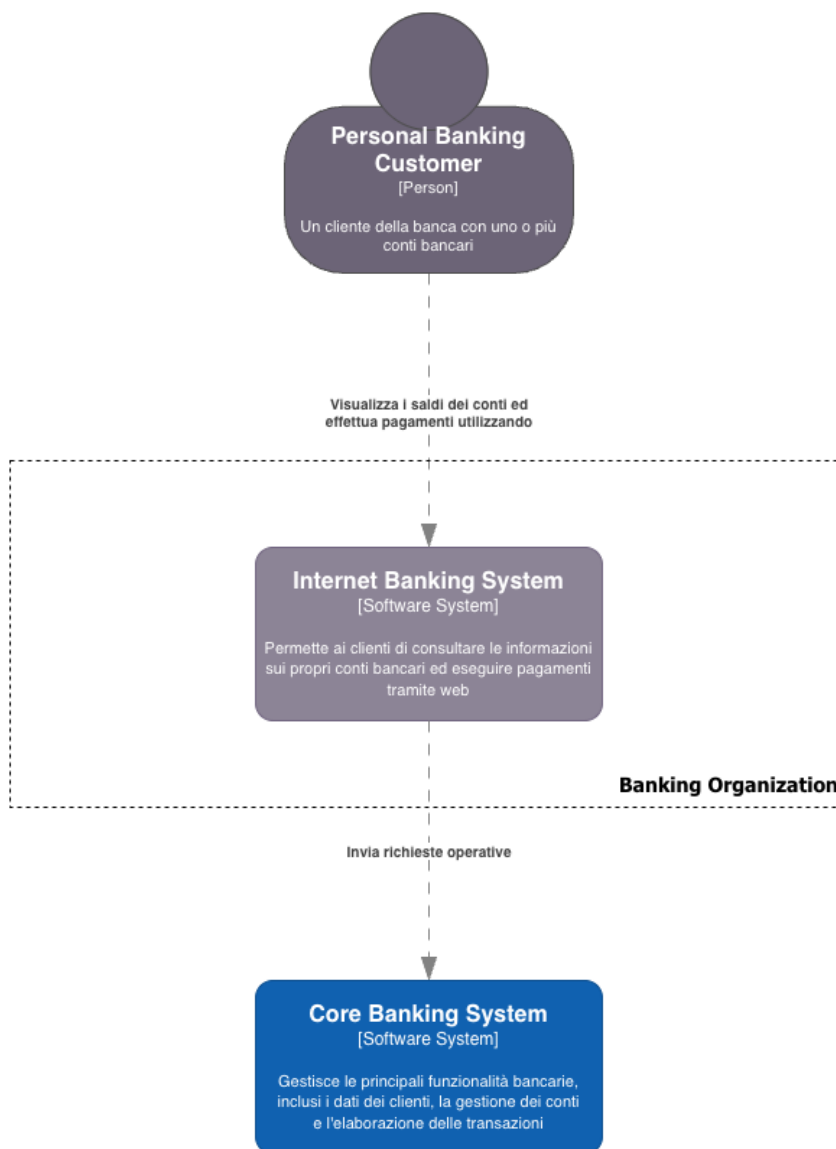 Personal Banking
Customer
[Person]
Un cliente della banca con uno o più
conti bancari
Visualizza i saldi dei conti ed
effettua pagamenti utilizzando
Internet Banking System
[Software System]
Permette ai clienti di consultare le informazioni
sui propri conti bancari ed eseguire pagamenti
tramite web
Banking Organization
Invia richieste operative
Core Banking System
[Software System]
Gestisce le principali funzionalità bancarie,
inclusi i dati dei clienti, la gestione dei conti
e l'elaborazione delle transazioni